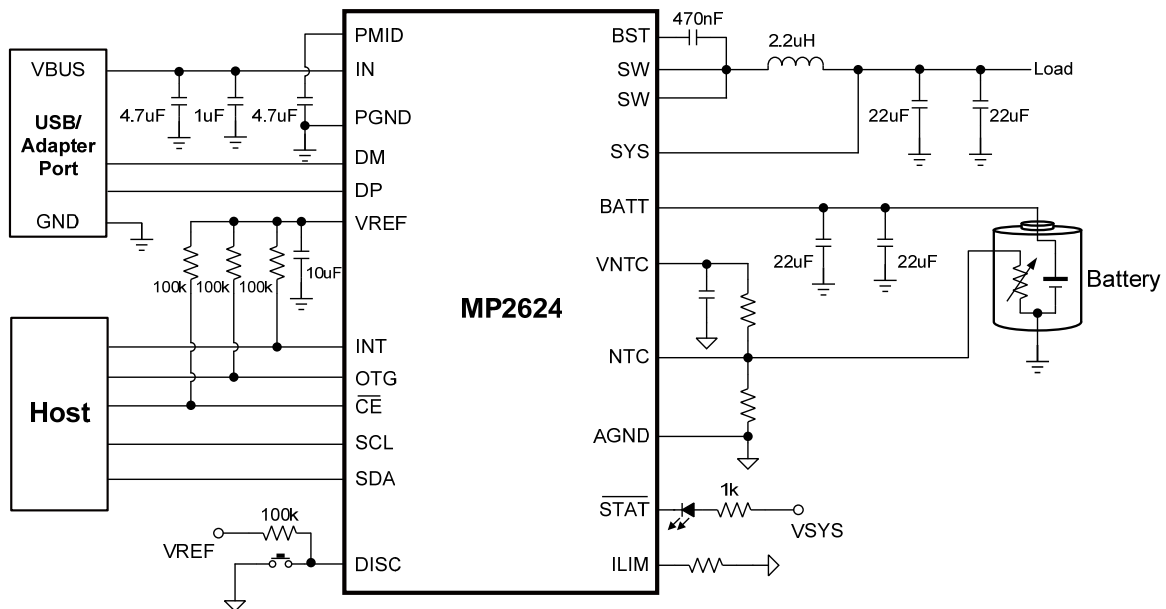 VBUS
USB/
Adapter
Port
GND
4.7uF
1uF
4.7uF
PMID
IN
PGND
DM
DP
VREF
100k
100k
100k
10uF
Host
INT
OTG
CE
SCL
SDA
VREF
100k
DISC
MP2624
BST
SW
SW
SYS
BATT
VNTC
NTC
AGND
STAT
ILIM
470nF
2.2uH
Load
22uF
22uF
22uF
22uF
Battery
1k
VSYS